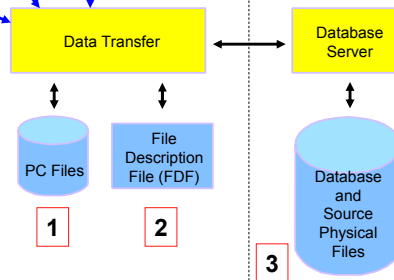 Data Transfer
Database
Server
PC Files
File
Description
File (FDF)
Database
and
Source
Physical
Files
1
2
3